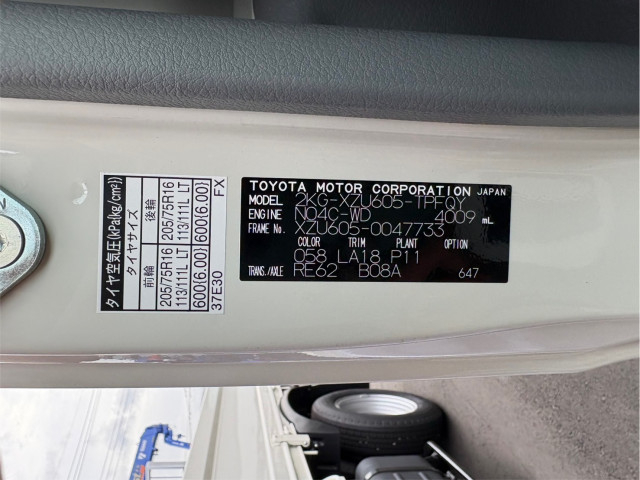 タイヤ空気圧(kPa{kg/cm²})
タイヤサイズ
前輪 後輪
205/75R16 205/75R16
113/111L LT 113/111L LT
600(6.00) 600(6.00)
37E30 FX
TOYOTA MOTOR CORPORATION JAPAN
MODEL 2KG-XZU605-TPFQY
ENGINE N04C-WD 4009 mL
FRAME No. XZU605-0047733
COLOR TRIM PLANT OPTION
058 LA18 P11
TRANS./AXLE RE62 B08A 647